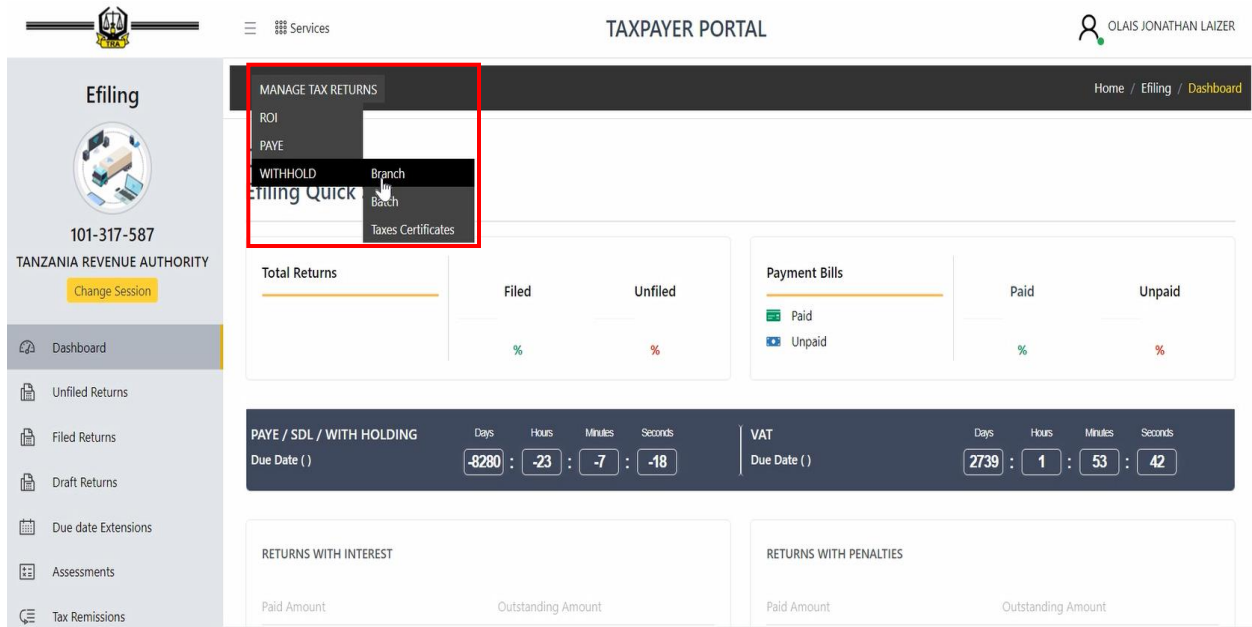 TRA
Services
TAXPAYER PORTAL
OLAIS JONATHAN LAIZER
Efiling
101-317-587
TANZANIA REVENUE AUTHORITY
Change Session
Dashboard
Unfiled Returns
Filed Returns
Draft Returns
Due date Extensions
Assessments
Tax Remissions
MANAGE TAX RETURNS
Home / Efiling / Dashboard
ROI
PAYE
WITHHOLD
Branch
Batch
Taxes Certificates
Efiling Quick
Total Returns
Filed
Unfiled
%
%
Payment Bills
Paid
Unpaid
Paid
Unpaid
%
%
PAYE / SDL / WITH HOLDING
Due Date ( )
Days Hours Minutes Seconds
-8280 : -23 : -7 : -18
VAT
Due Date ( )
Days Hours Minutes Seconds
2739 : 1 : 53 : 42
RETURNS WITH INTEREST
Paid Amount
Outstanding Amount
RETURNS WITH PENALTIES
Paid Amount
Outstanding Amount